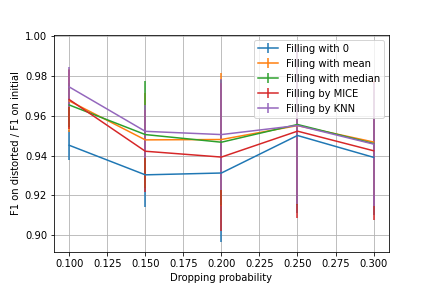 1.00
0.98
0.96
0.94
0.92
0.90
F1 on distorted / F1 on initial
Filling with 0
Filling with mean
Filling with median
Filling by MICE
Filling by KNN
0.100 0.125 0.150 0.175 0.200 0.225 0.250 0.275 0.300
Dropping probability